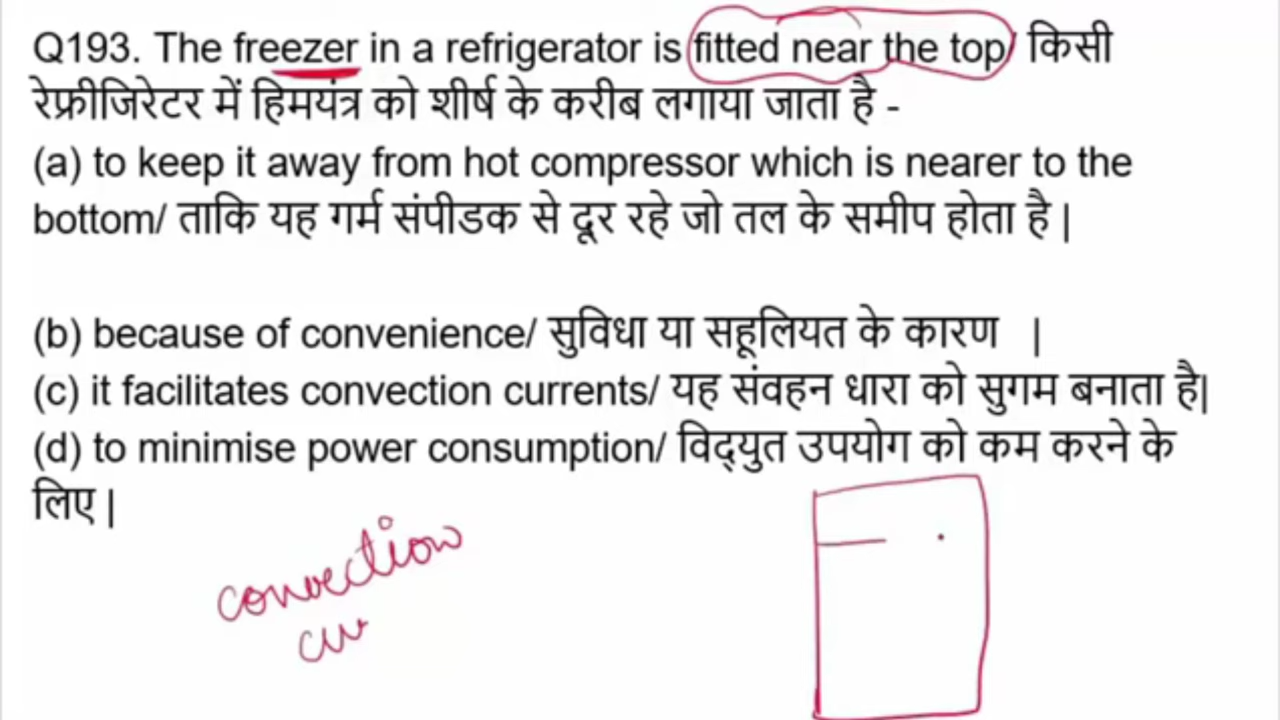 Q193. The freezer in a refrigerator is fitted near the top/ किसी
रेफ्रीजिरेटर में हिमयंत्र को शीर्ष के करीब लगाया जाता है -
(a) to keep it away from hot compressor which is nearer to the
bottom/ ताकि यह गर्म संपीडक से दूर रहे जो तल के समीप होता है |
(b) because of convenience/ सुविधा या सहूलियत के कारण |
(c) it facilitates convection currents/ यह संवहन धारा को सुगम बनाता है|
(d) to minimise power consumption/ विद्युत उपयोग को कम करने के
लिए |
convection
cur